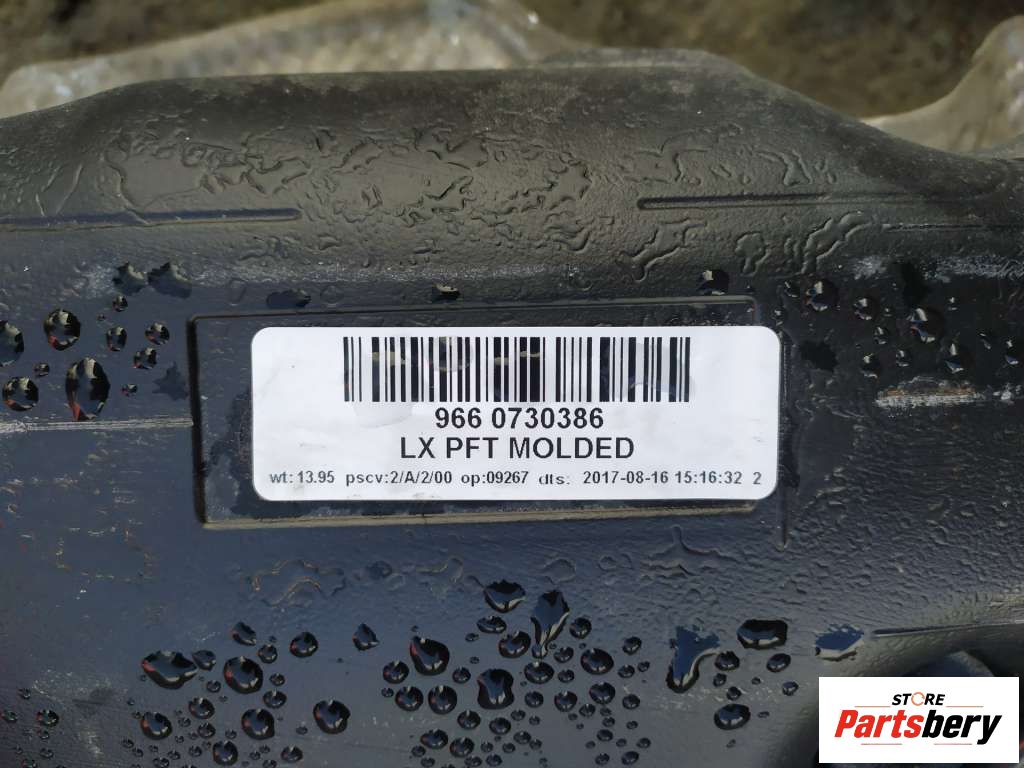 966 0730386
LX PFT MOLDED
wt: 13.95 pscv:2/A/2/00 op:09267 dts: 2017-08-16 15:16:32 2
STORE
Partsbery